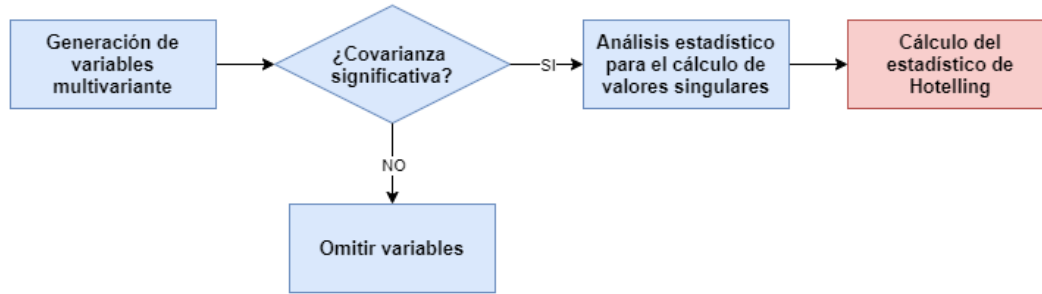 Generación de
variables
multivariante
¿Covarianza
significativa?
SI
Análisis estadístico
para el cálculo de
valores singulares
Cálculo del
estadístico de
Hotelling
NO
Omitir variables